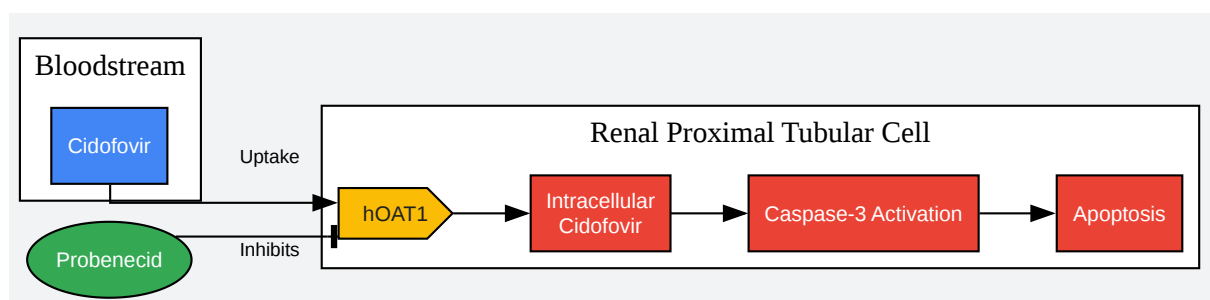 Bloodstream
Cidofovir
Uptake
Renal Proximal Tubular Cell
hOAT1
Intracellular
Cidofovir
Caspase-3 Activation
Apoptosis
Probenecid
Inhibits